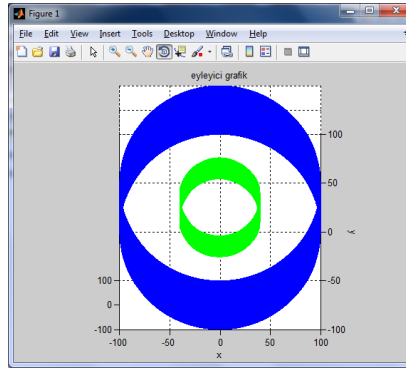 Figure 1
File Edit View Insert Tools Desktop Window Help
eyleyici grafik
100
50
0
-50
-100
y
100
0
-100
-100 -50 0 50 100
x